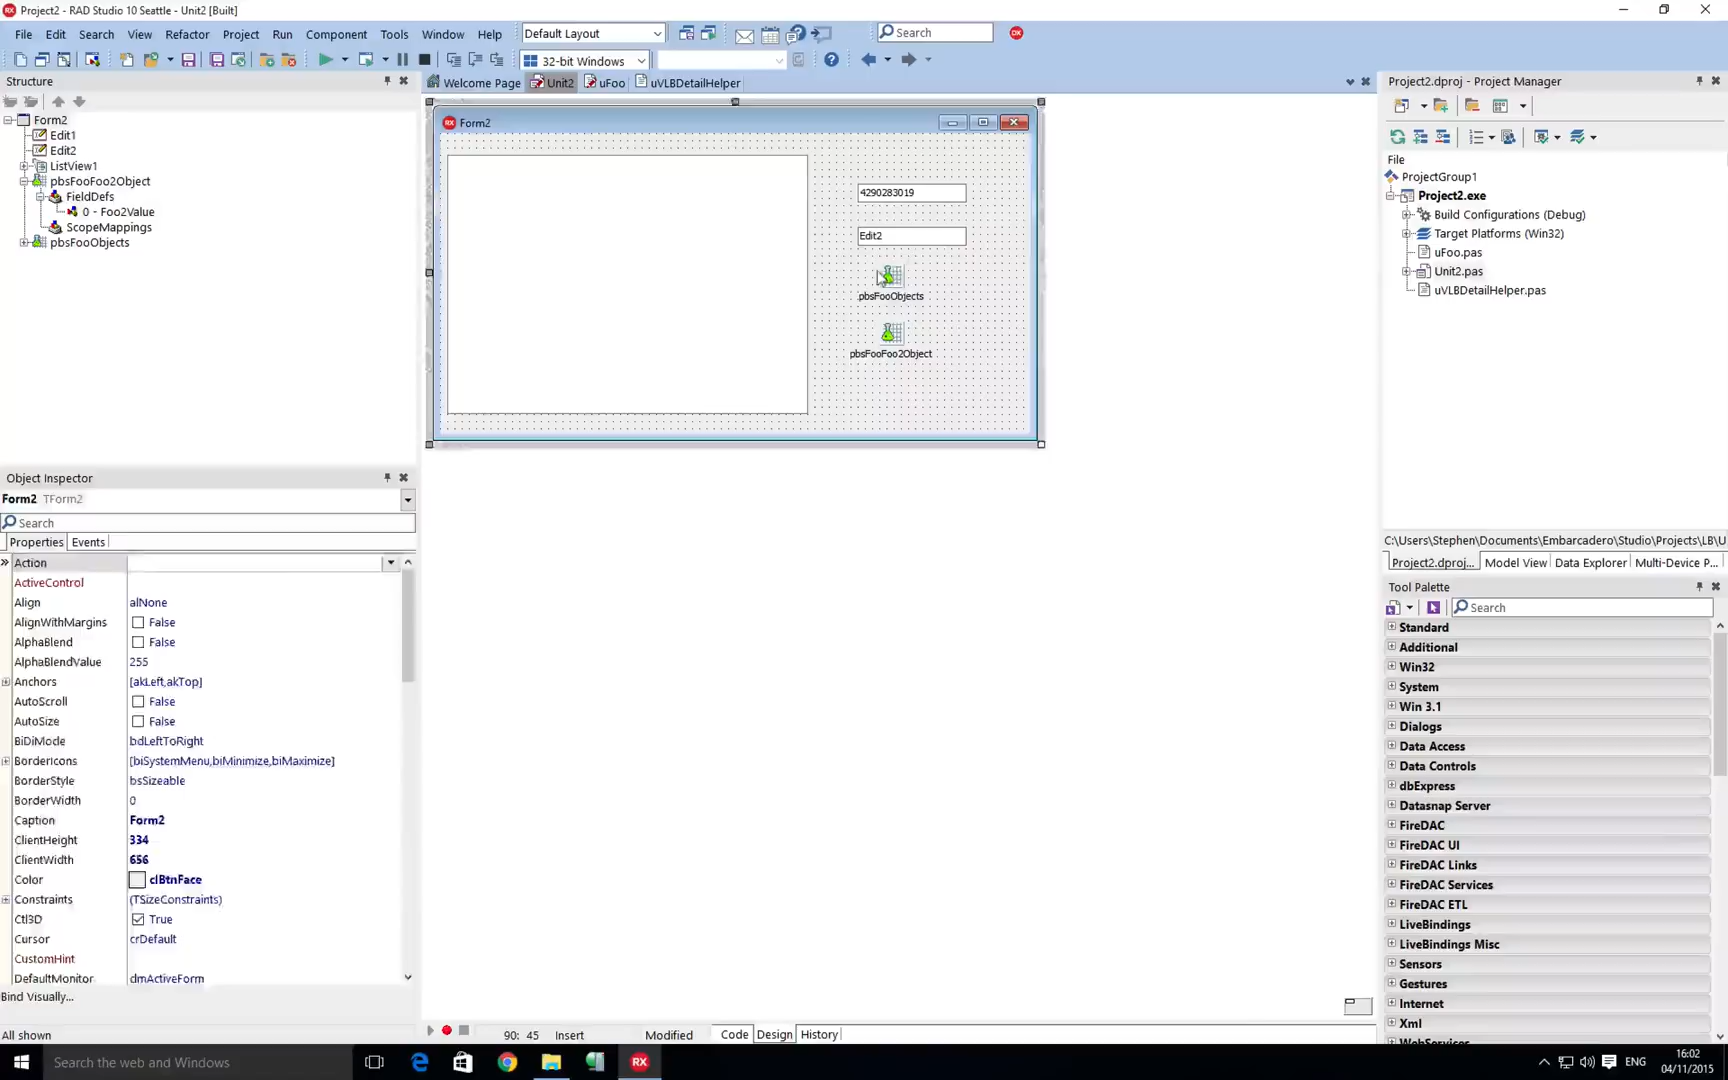 Project2 - RAD Studio 10 Seattle - Unit2 [Built]
File Edit Search View Refactor Project Run Component Tools Window Help Default Layout Search
32-bit Windows
Structure
Welcome Page Unit2 uFoo uVLBDetailHelper
Form2
Edit1
Edit2
ListView1
pbsFooFoo2Object
FieldDefs
0 - Foo2Value
ScopeMappings
pbsFooObjects
Form2
4290283019
Edit2
pbsFooObjects
pbsFooFoo2Object
Project2.dproj - Project Manager
File
ProjectGroup1
Project2.exe
Build Configurations (Debug)
Target Platforms (Win32)
uFoo.pas
Unit2.pas
uVLBDetailHelper.pas
C:\Users\Stephen\Documents\Embarcadero\Studio\Projects\LB\U
Project2.dproj... Model View Data Explorer Multi-Device P...
Object Inspector
Form2 TForm2
Search
Properties Events
Action
ActiveControl
Align alNone
AlignWithMargins False
AlphaBlend False
AlphaBlendValue 255
Anchors [akLeft,akTop]
AutoScroll False
AutoSize False
BiDiMode bdLeftToRight
BorderIcons [biSystemMenu,biMinimize,biMaximize]
BorderStyle bsSizeable
BorderWidth 0
Caption Form2
ClientHeight 334
ClientWidth 656
Color clBtnFace
Constraints (TSizeConstraints)
Ctl3D True
Cursor crDefault
CustomHint
DefaultMonitor dmActiveForm
Bind Visually...
All shown
Tool Palette
Search
Standard
Additional
Win32
System
Win 3.1
Dialogs
Data Access
Data Controls
dbExpress
Datasnap Server
FireDAC
FireDAC UI
FireDAC Links
FireDAC Services
FireDAC ETL
LiveBindings
LiveBindings Misc
Sensors
Gestures
Internet
Xml
WebServices
90: 45 Insert Modified Code Design History
Search the web and Windows
ENG
16:02
04/11/2015